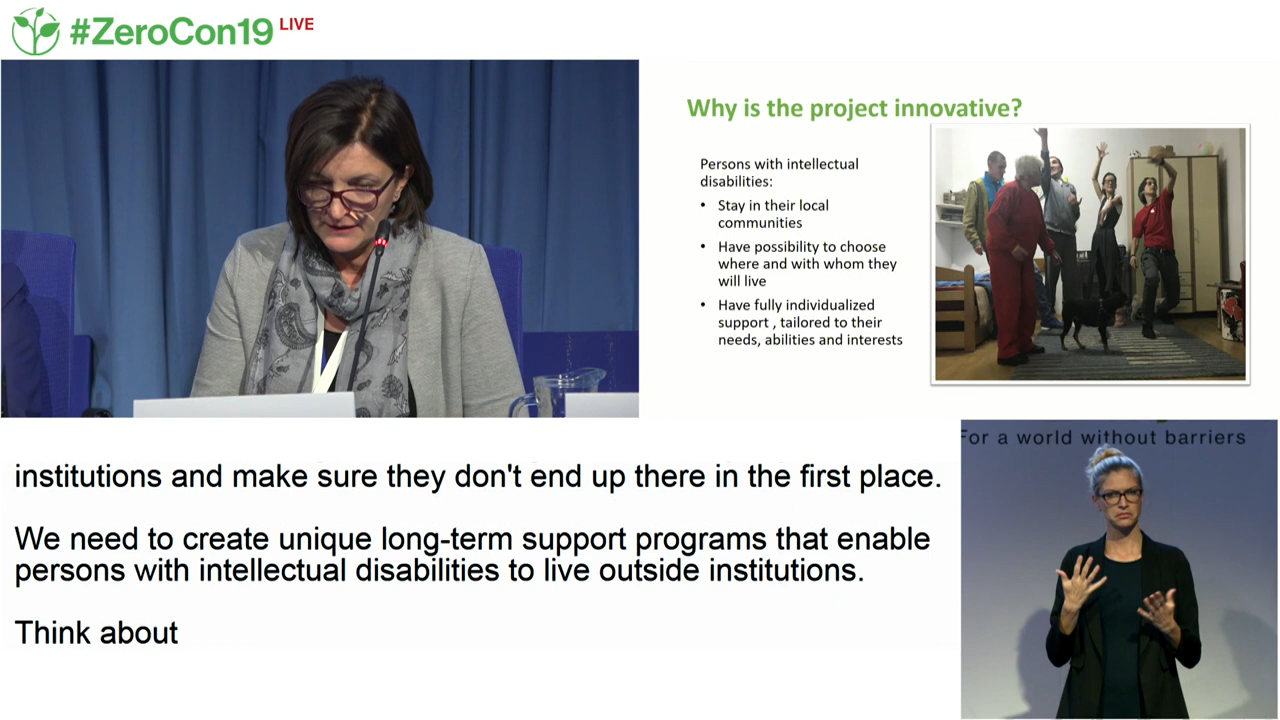 #ZeroCon19 LIVE
Why is the project innovative?
Persons with intellectual
disabilities:
• Stay in their local
communities
• Have possibility to choose
where and with whom they
will live
• Have fully individualized
support , tailored to their
needs, abilities and interests
institutions and make sure they don't end up there in the first place.
We need to create unique long-term support programs that enable
persons with intellectual disabilities to live outside institutions.
Think about
For a world without barriers